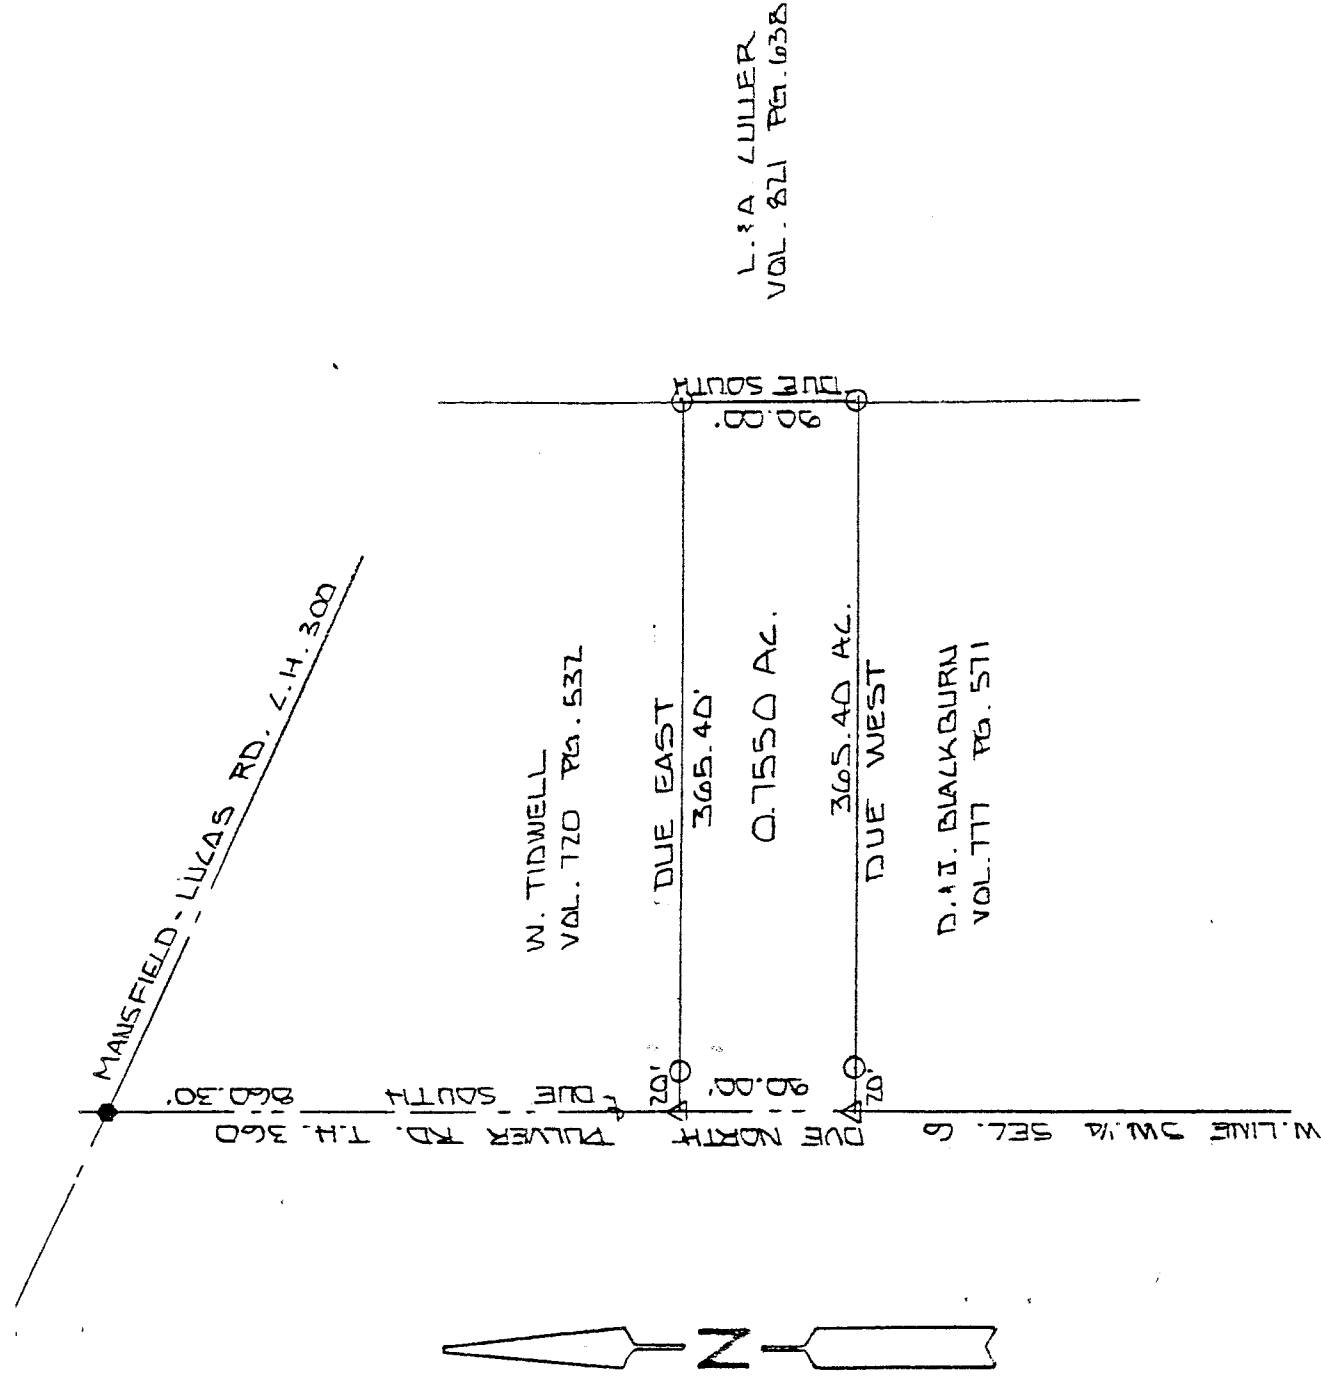 MANSFIELD - LUCAS RD. C.H. 300
W. TIDWELL
VOL. 720 PG. 532
DUE EAST
365.40'
0.7550 AC.
365.40 AC.
DUE WEST
D. & J. BLACKBURN
VOL. 777 PG. 571
L. & A. CULLER
VOL. 821 PG. 638
DUE SOUTH
90.00'
DUE SOUTH 860.30'
PULVER RD. T.H. 360
20'
90.00'
20'
DUE NORTH
W. LINE SW. 1/4 SEC. 6
N